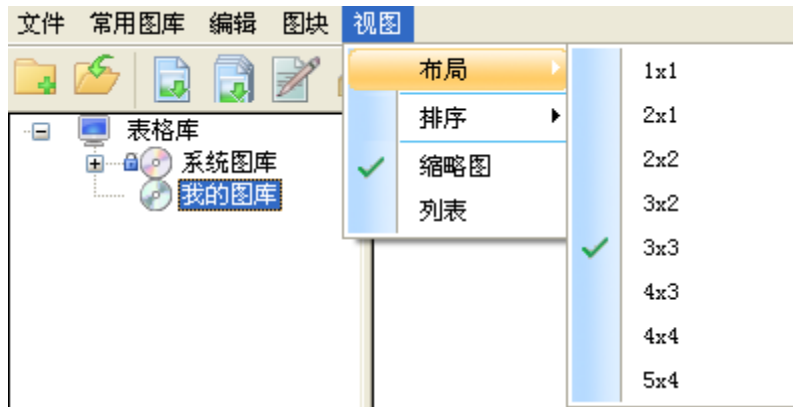 文件 常用图库 编辑 图块 视图
表格库
系统图库
我的图库
布局
排序
缩略图
列表
1x1
2x1
2x2
3x2
3x3
4x3
4x4
5x4